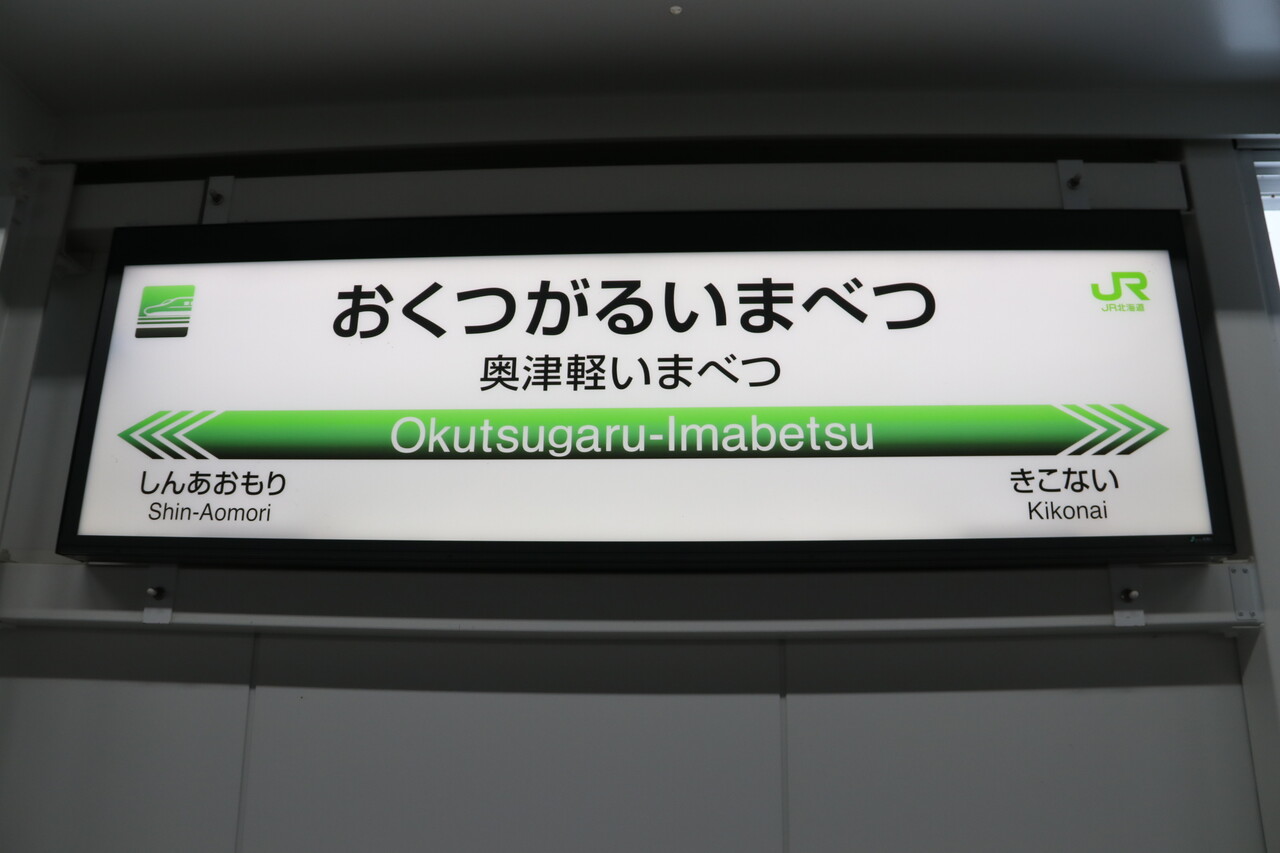 おくつがるいまべつ
JR
JR北海道
奥津軽いまべつ
Okutsugaru-Imabetsu
しんあおもり
Shin-Aomori
きこない
Kikonai